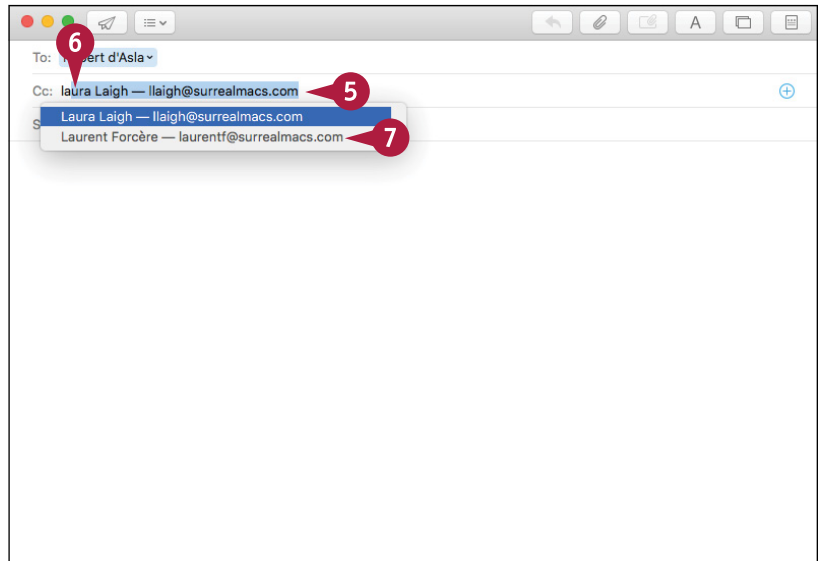 A
To: ert d'Asla
6
Cc: laura Laigh — llaigh@surrealmacs.com
5
Laura Laigh — llaigh@surrealmacs.com
S
Laurent Forcère — laurentf@surrealmacs.com
7